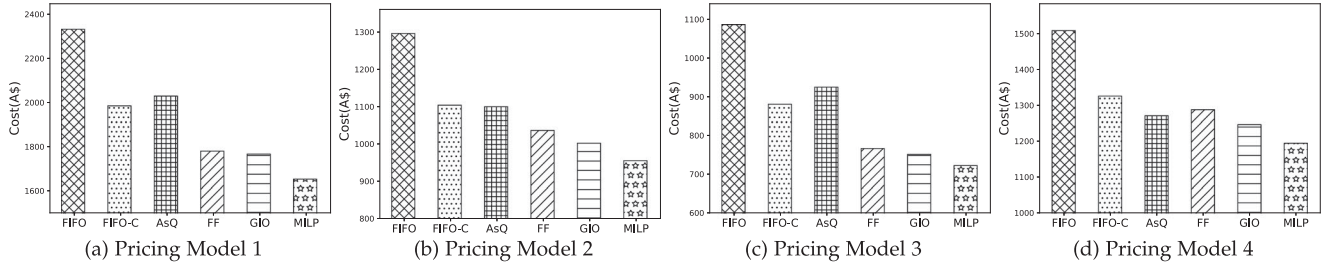 Cost(A$)
2400
2200
2000
1800
1600
FIFO FIFO-C AsQ FF GIO MILP
(a) Pricing Model 1
Cost(A$)
1300
1200
1100
1000
900
800
FIFO FIFO-C AsQ FF GIO MILP
(b) Pricing Model 2
Cost(A$)
1100
1000
900
800
700
600
FIFO FIFO-C AsQ FF GIO MILP
(c) Pricing Model 3
Cost(A$)
1500
1400
1300
1200
1100
1000
FIFO FIFO-C AsQ FF GIO MILP
(d) Pricing Model 4